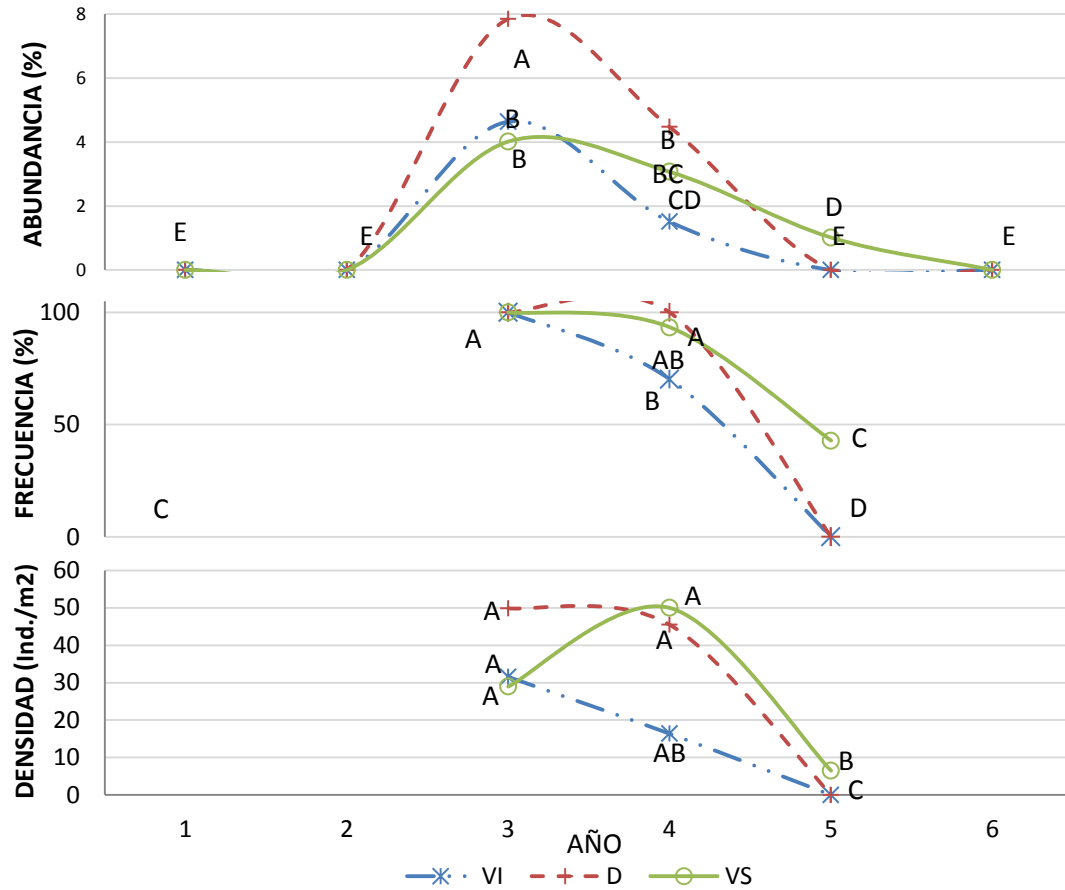 ABUNDANCIA (%)
8
6
4
2
0
E
E
A
B
B
B
BC
CD
D
E
E
FRECUENCIA (%)
100
50
0
C
A
A
AB
B
C
D
DENSIDAD (Ind./m2)
60
50
40
30
20
10
0
A
A
A
A
A
AB
B
C
1 2 3 4 5 6
AÑO
VI D VS